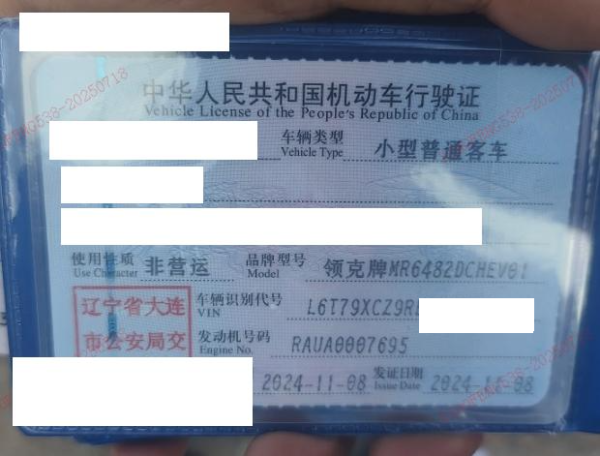 中华人民共和国机动车行驶证
Vehicle License of the People's Republic of China
车辆类型 小型普通客车
Vehicle Type
使用性质 非营运 品牌型号 领克牌MR6482DCHEV01
Use Character Model
辽宁省大连 车辆识别代号 L6T79XCZ9R
VIN
市公安局交 发动机号码 RAUA0007695
Engine No.
2024-11-08 发证日期 2024-11-08
Issue Date